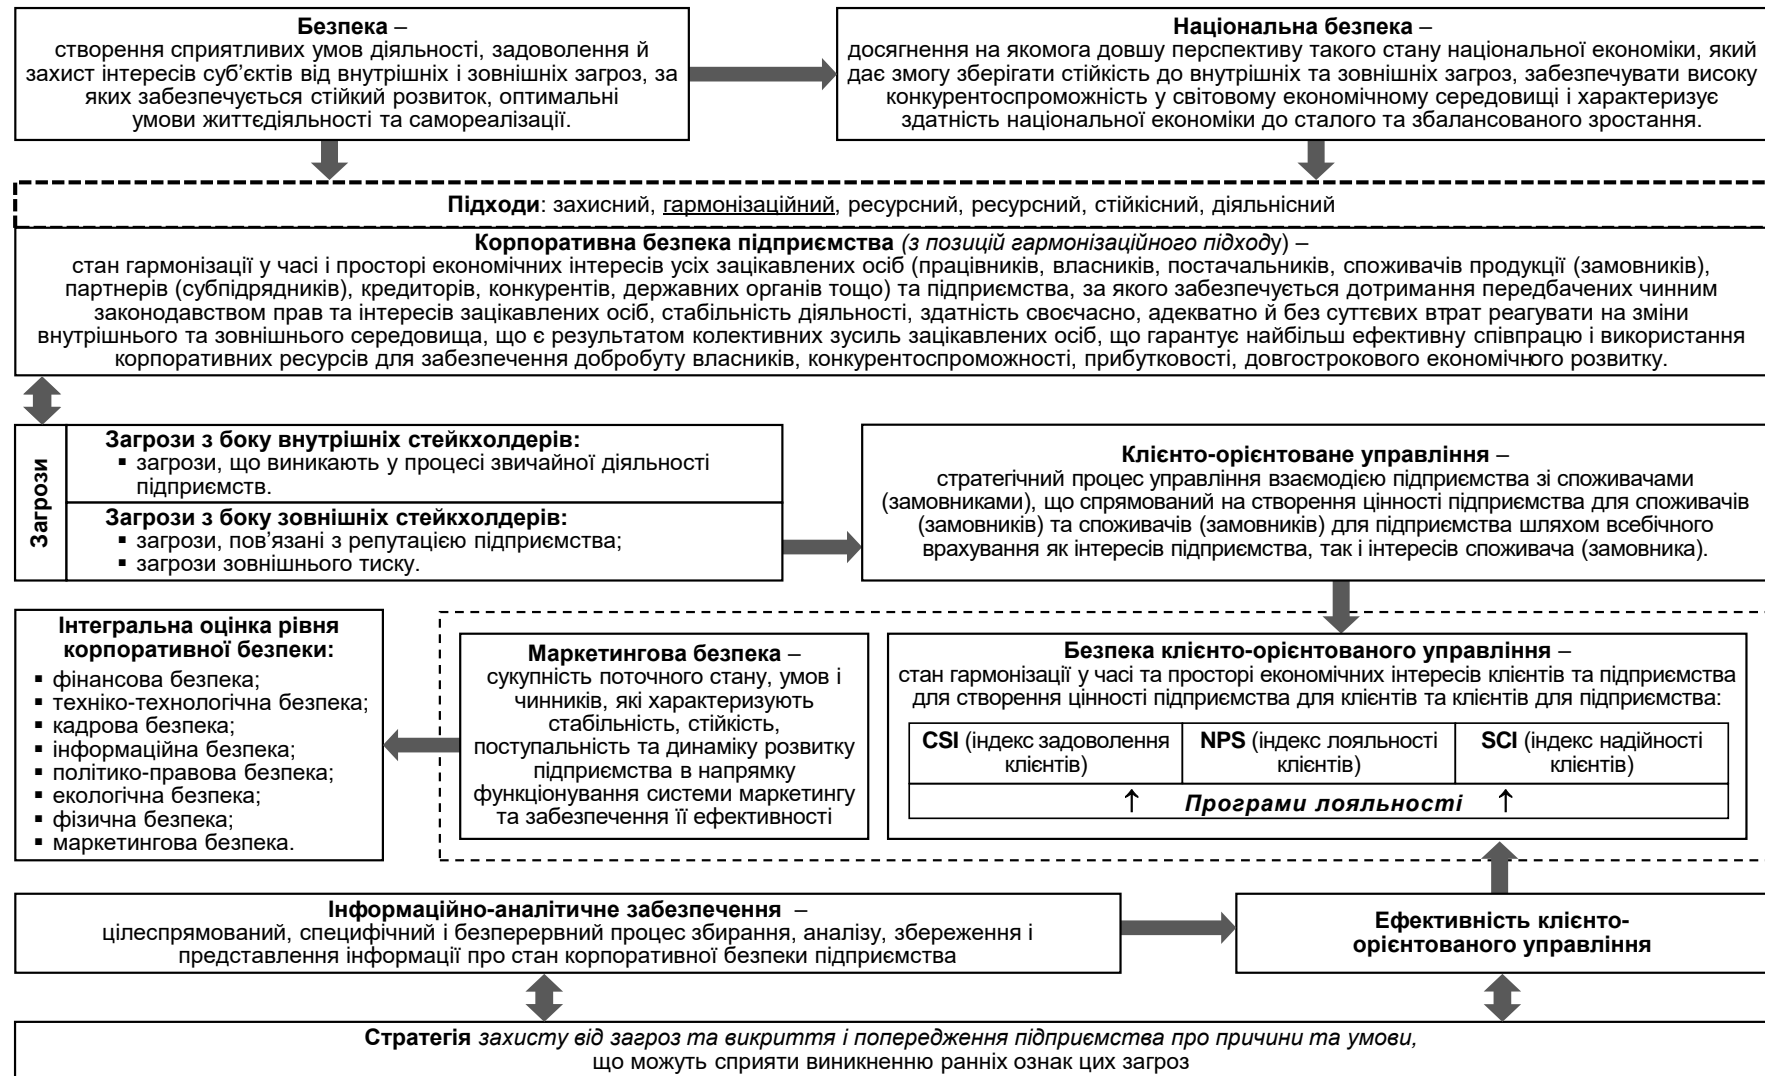 Безпека –
створення сприятливих умов діяльності, задоволення й
захист інтересів суб’єктів від внутрішніх і зовнішніх загроз, за
яких забезпечується стійкий розвиток, оптимальні
умови життєдіяльності та самореалізації.
Національна безпека –
досягнення на якомога довшу перспективу такого стану національної економіки, який
дає змогу зберігати стійкість до внутрішніх та зовнішніх загроз, забезпечувати високу
конкурентоспроможність у світовому економічному середовищі і характеризує
здатність національної економіки до сталого та збалансованого зростання.
Підходи: захисний, гармонізаційний, ресурсний, ресурсний, стійкісний, діяльнісний
Корпоративна безпека підприємства (з позицій гармонізаційного підходу) –
стан гармонізації у часі і просторі економічних інтересів усіх зацікавлених осіб (працівників, власників, постачальників, споживачів продукції (замовників),
партнерів (субпідрядників), кредиторів, конкурентів, державних органів тощо) та підприємства, за якого забезпечується дотримання передбачених чинним
законодавством прав та інтересів зацікавлених осіб, стабільність діяльності, здатність своєчасно, адекватно й без суттєвих втрат реагувати на зміни
внутрішнього та зовнішнього середовища, що є результатом колективних зусиль зацікавлених осіб, що гарантує найбільш ефективну співпрацю і використання
корпоративних ресурсів для забезпечення добробуту власників, конкурентоспроможності, прибутковості, довгострокового економічного розвитку.
Загрози
Загрози з боку внутрішніх стейкхолдерів:
▪ загрози, що виникають у процесі звичайної діяльності
підприємств.
Загрози з боку зовнішніх стейкхолдерів:
▪ загрози, пов’язані з репутацією підприємства;
▪ загрози зовнішнього тиску.
Клієнто-орієнтоване управління –
стратегічний процес управління взаємодією підприємства зі споживачами
(замовниками), що спрямований на створення цінності підприємства для споживачів
(замовників) та споживачів (замовників) для підприємства шляхом всебічного
врахування як інтересів підприємства, так і інтересів споживача (замовника).
Інтегральна оцінка рівня
корпоративної безпеки:
▪ фінансова безпека;
▪ техніко-технологічна безпека;
▪ кадрова безпека;
▪ інформаційна безпека;
▪ політико-правова безпека;
▪ екологічна безпека;
▪ фізична безпека;
▪ маркетингова безпека.
Маркетингова безпека –
сукупність поточного стану, умов і
чинників, які характеризують
стабільність, стійкість,
поступальність та динаміку розвитку
підприємства в напрямку
функціонування системи маркетингу
та забезпечення її ефективності
Безпека клієнто-орієнтованого управління –
стан гармонізації у часі та просторі економічних інтересів клієнтів та підприємства
для створення цінності підприємства для клієнтів та клієнтів для підприємства:
CSI (індекс задоволення
клієнтів)
NPS (індекс лояльності
клієнтів)
SCI (індекс надійності
клієнтів)
↑ Програми лояльності ↑
Інформаційно-аналітичне забезпечення –
цілеспрямований, специфічний і безперервний процес збирання, аналізу, збереження і
представлення інформації про стан корпоративної безпеки підприємства
Ефективність клієнто-
орієнтованого управління
Стратегія захисту від загроз та викриття і попередження підприємства про причини та умови,
що можуть сприяти виникненню ранніх ознак цих загроз